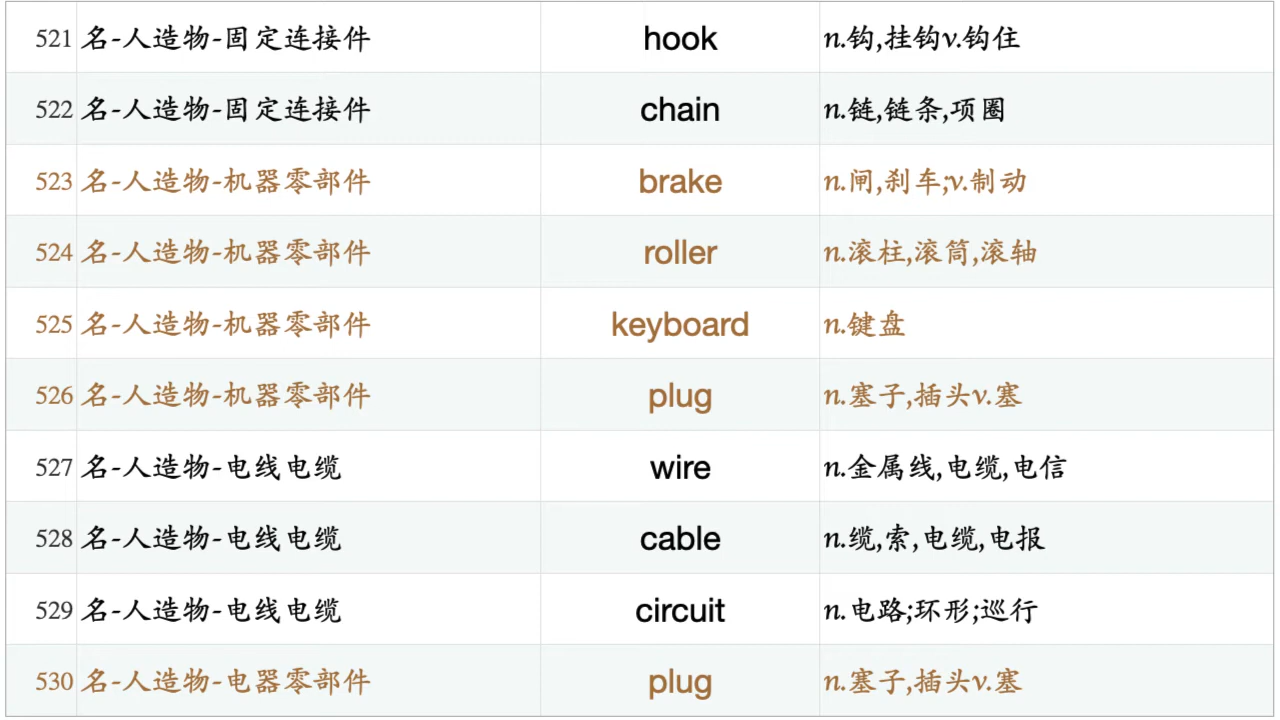 521 名-人造物-固定连接件 hook n.钩,挂钩v.钩住
522 名-人造物-固定连接件 chain n.链,链条,项圈
523 名-人造物-机器零部件 brake n.闸,刹车;v.制动
524 名-人造物-机器零部件 roller n.滚柱,滚筒,滚轴
525 名-人造物-机器零部件 keyboard n.键盘
526 名-人造物-机器零部件 plug n.塞子,插头v.塞
527 名-人造物-电线电缆 wire n.金属线,电缆,电信
528 名-人造物-电线电缆 cable n.缆,索,电缆,电报
529 名-人造物-电线电缆 circuit n.电路;环形;巡行
530 名-人造物-电器零部件 plug n.塞子,插头v.塞